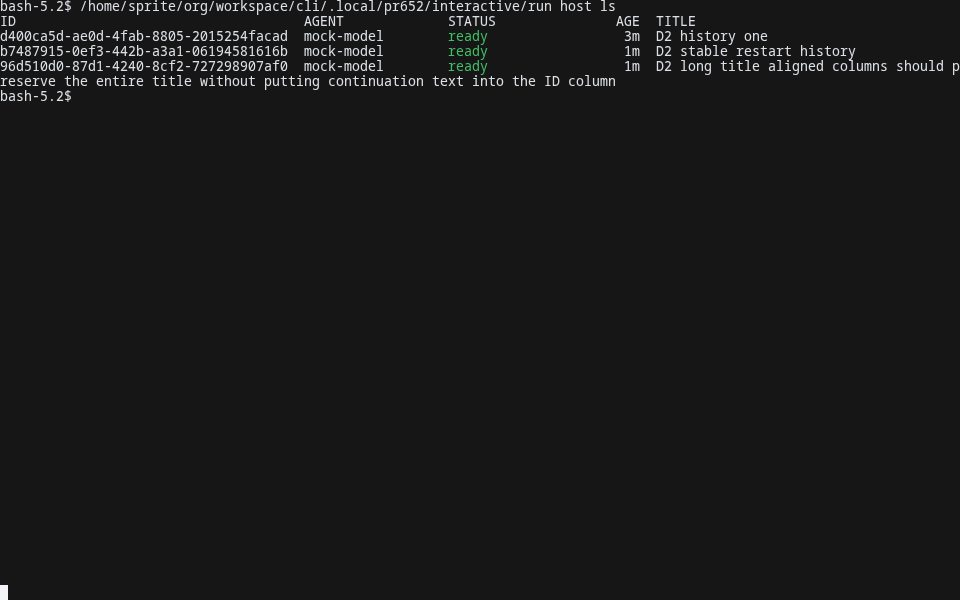 bash-5.2$ /home/sprite/org/workspace/cli/.local/pr652/interactive/run host ls
ID                                    AGENT             STATUS               AGE  TITLE
d400ca5d-ae0d-4fab-8805-2015254facad  mock-model        ready                 3m  D2 history one
b7487915-0ef3-442b-a3a1-06194581616b  mock-model        ready                 1m  D2 stable restart history
96d510d0-87d1-4240-8cf2-727298907af0  mock-model        ready                 1m  D2 long title aligned columns should p
reserve the entire title without putting continuation text into the ID column
bash-5.2$